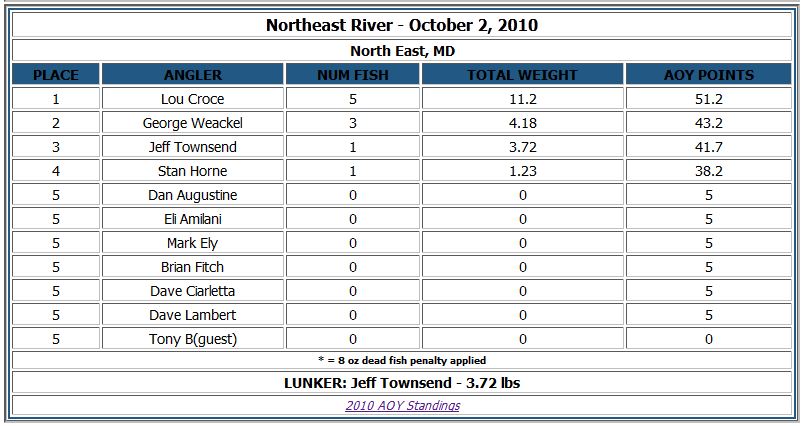 Northeast River - October 2, 2010
North East, MD
PLACE ANGLER NUM FISH TOTAL WEIGHT AOY POINTS
1 Lou Croce 5 11.2 51.2
2 George Weackel 3 4.18 43.2
3 Jeff Townsend 1 3.72 41.7
4 Stan Horne 1 1.23 38.2
5 Dan Augustine 0 0 5
5 Eli Amilani 0 0 5
5 Mark Ely 0 0 5
5 Brian Fitch 0 0 5
5 Dave Ciarletta 0 0 5
5 Dave Lambert 0 0 5
5 Tony B(guest) 0 0 0
* = 8 oz dead fish penalty applied
LUNKER: Jeff Townsend - 3.72 lbs
2010 AOY Standings